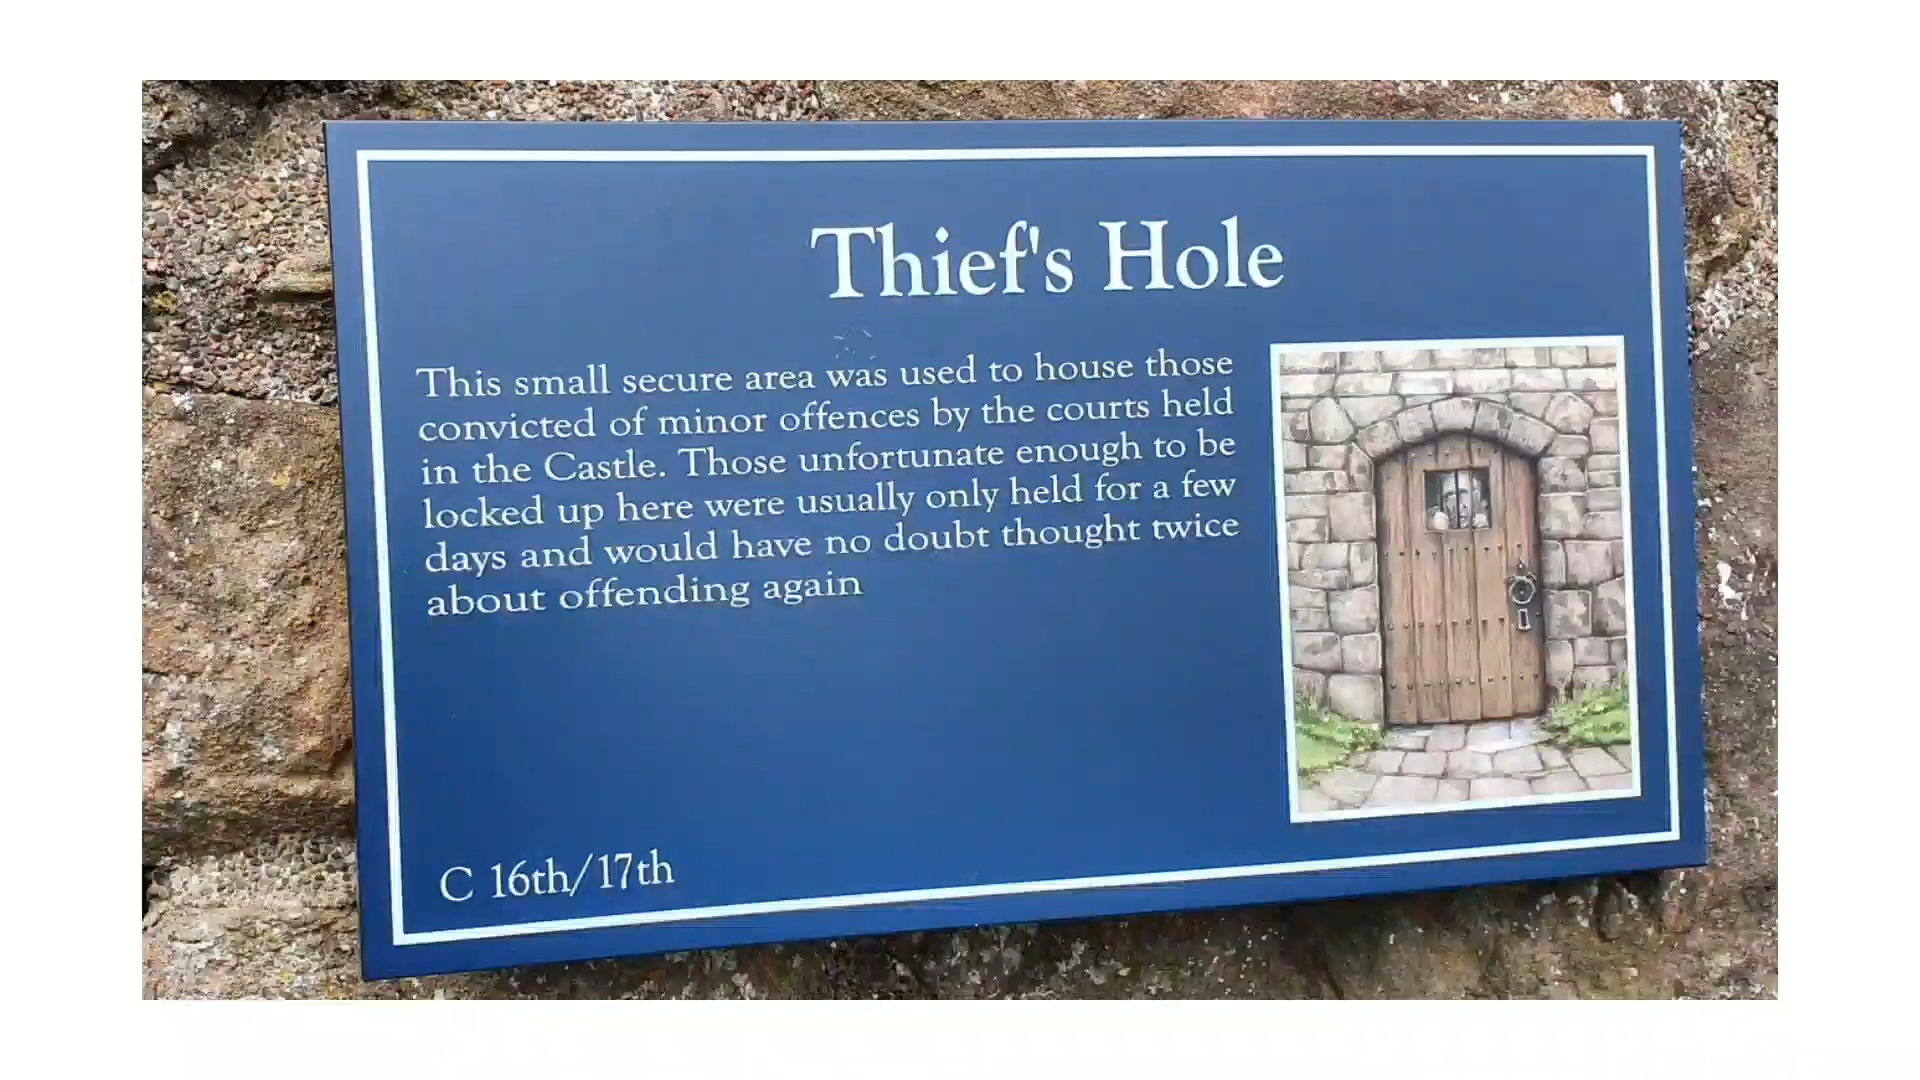 Thief's Hole
This small secure area was used to house those
convicted of minor offences by the courts held
in the Castle. Those unfortunate enough to be
locked up here were usually only held for a few
days and would have no doubt thought twice
about offending again
C 16th/17th